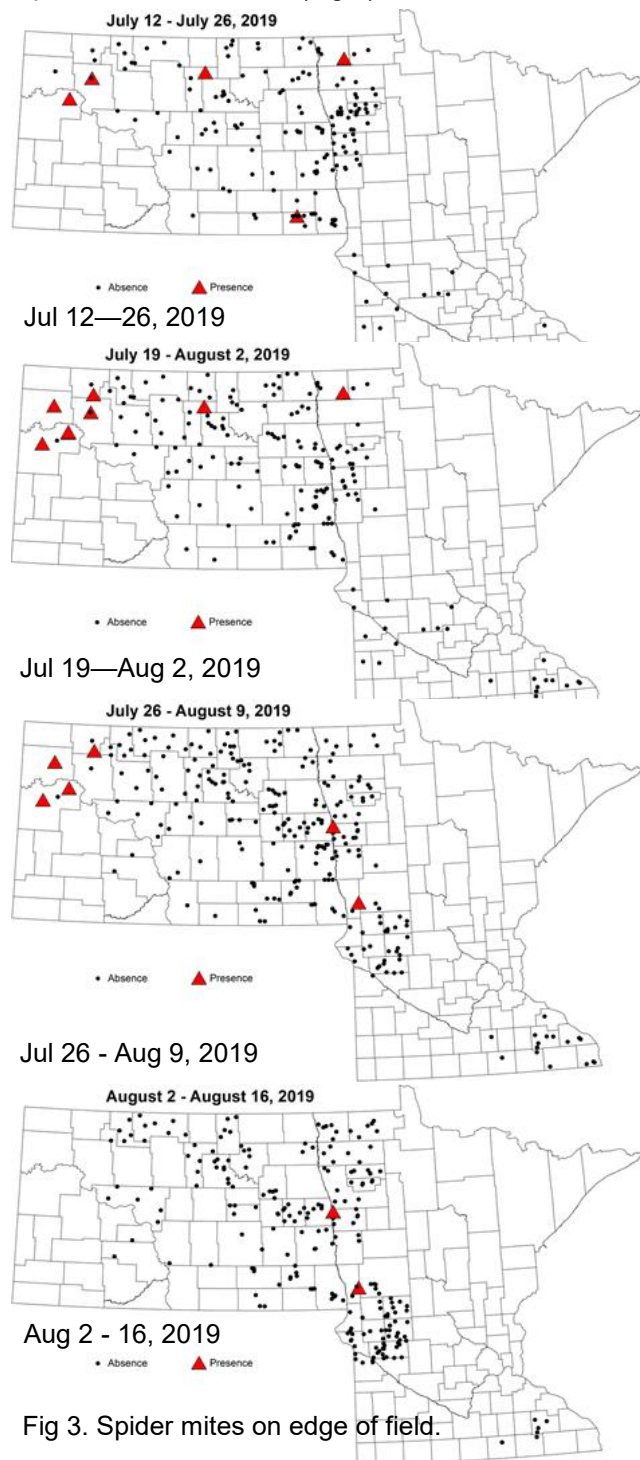 July 12 - July 26, 2019
Absence Presence
Jul 12—26, 2019
July 19 - August 2, 2019
Absence Presence
Jul 19—Aug 2, 2019
July 26 - August 9, 2019
Absence Presence
Jul 26 - Aug 9, 2019
August 2 - August 16, 2019
Aug 2 - 16, 2019
Absence Presence
Fig 3. Spider mites on edge of field.